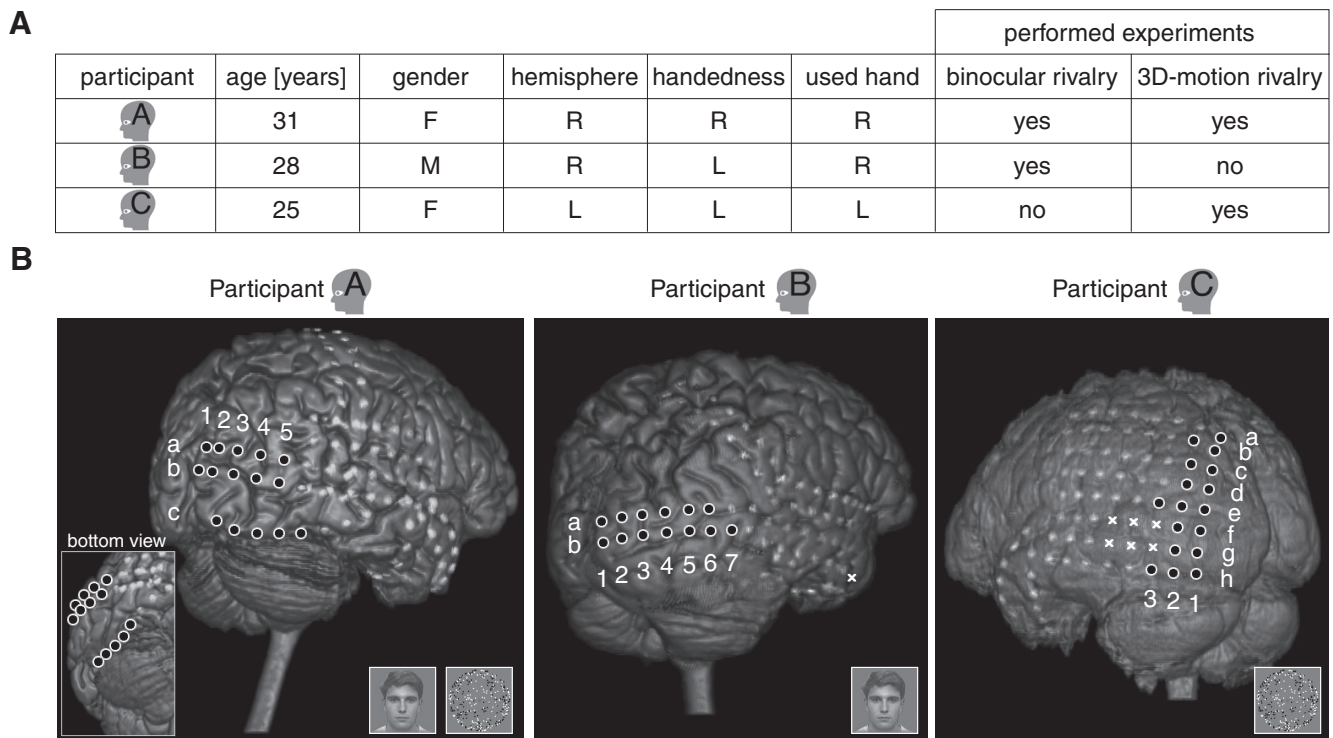 A
performed experiments
participant age [years] gender hemisphere handedness used hand binocular rivalry 3D-motion rivalry
A 31 F R R R yes yes
B 28 M R L R yes no
C 25 F L L L no yes
B
Participant A Participant B Participant C
1 2 3 4 5
a
b
c
bottom view
a
b
1 2 3 4 5 6 7
a
b
c
d
e
f
g
h
3 2 1